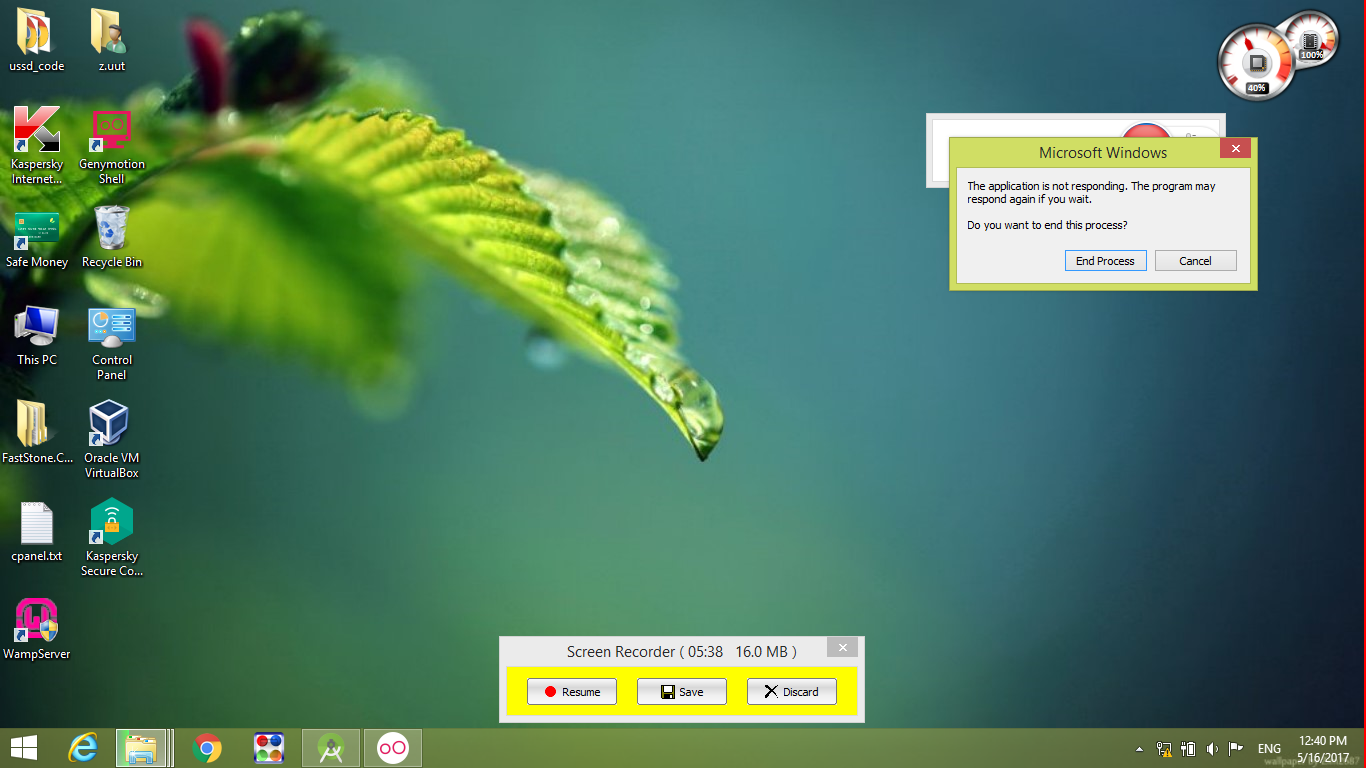 ussd_code
z.uut
Kaspersky
Internet...
Genymotion
Shell
Safe Money
Recycle Bin
This PC
Control
Panel
FastStone.C...
Oracle VM
VirtualBox
cpanel.txt
Kaspersky
Secure Co...
WampServer
100%
40%
Microsoft Windows
The application is not responding. The program may
respond again if you wait.
Do you want to end this process?
End Process
Cancel
Screen Recorder ( 05:38 16.0 MB )
Resume
Save
Discard
ENG
12:40 PM
5/16/2017
wallpaper